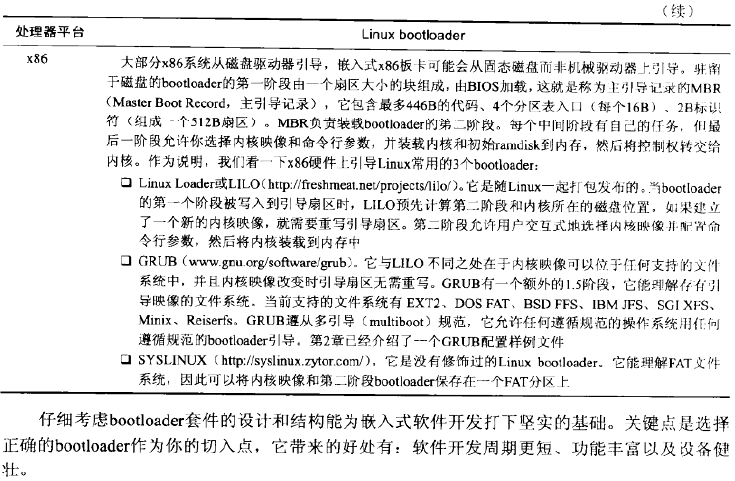 (续)
处理器平台 Linux bootloader
x86 大部分x86系统从磁盘驱动器引导，嵌入式x86板卡可能会从固态磁盘而非机械驱动器上引导。驻留
于磁盘的bootloader的第一阶段由一个扇区大小的块组成，由BIOS加载，这就是称为主引导记录的MBR
（Master Boot Record，主引导记录），它包含最多446B的代码、4个分区表入口（每个16B）、2B标识
符（组成一个512B扇区）。MBR负责装载bootloader的第二阶段。每个中间阶段有自己的任务，但最
后一阶段允许你选择内核映像和命令行参数，并装载内核和初始ramdisk到内存，然后将控制权转交给
内核。作为说明，我们看一下x86硬件上引导Linux常用的3个bootloader：
❑ Linux Loader或LILO（http://freshmeat.net/projects/lilo/）。它是随Linux一起打包发布的。当bootloader
的第一个阶段被写入到引导扇区时，LILO预先计算第二阶段和内核所在的磁盘位置，如果建立
了一个新的内核映像，就需要重写引导扇区。第二阶段允许用户交互式地选择内核映像并配置命
令行参数，然后将内核装载到内存中
❑ GRUB（www.gnu.org/software/grub）。它与LILO不同之处在于内核映像可以位于任何支持的文件
系统中，并且内核映像改变时引导扇区无需重写。GRUB有一个额外的1.5阶段，它能理解存有引
导映像的文件系统。当前支持的文件系统有 EXT2、DOS FAT、BSD FFS、IBM JFS、SGI XFS、
Minix、Reiserfs。GRUB遵从多引导（multiboot）规范，它允许任何遵循规范的操作系统用任何
遵循规范的bootloader引导。第2章已经介绍了一个GRUB配置样例文件
❑ SYSLINUX（http://syslinux.zytor.com/），它是没有修饰过的Linux bootloader。它能理解FAT文件
系统，因此可以将内核映像和第二阶段bootloader保存在一个FAT分区上
仔细考虑bootloader套件的设计和结构能为嵌入式软件开发打下坚实的基础。关键点是选择
正确的bootloader作为你的切入点，它带来的好处有：软件开发周期更短、功能丰富以及设备健
壮。